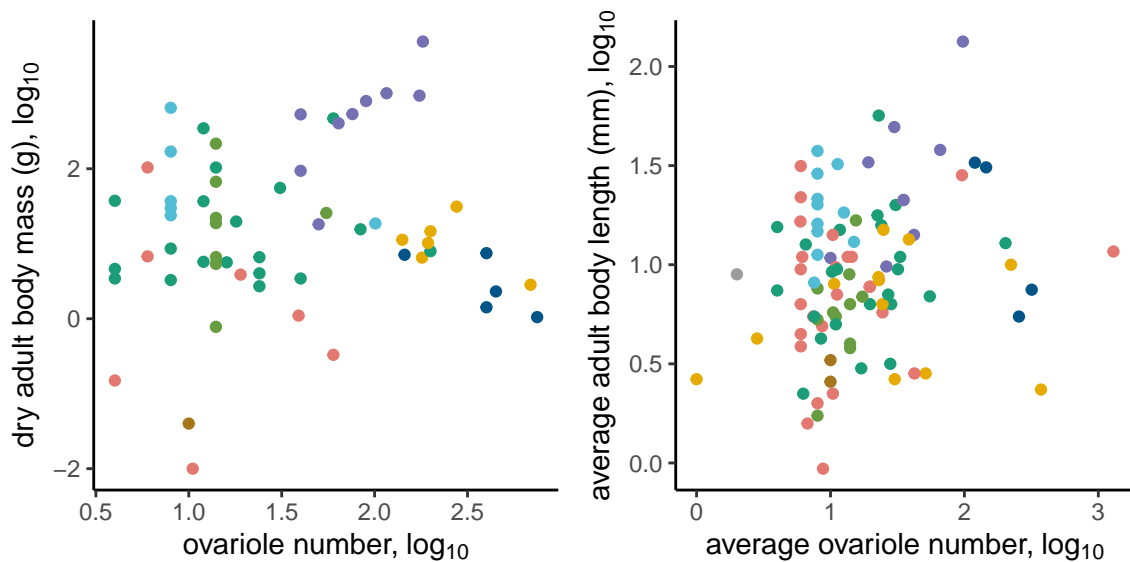 dry adult body mass (g), log₁₀
2
0
−2
0.5 1.0 1.5 2.0 2.5
ovariole number, log₁₀
average adult body length (mm), log₁₀
2.0
1.5
1.0
0.5
0.0
0 1 2 3
average ovariole number, log₁₀